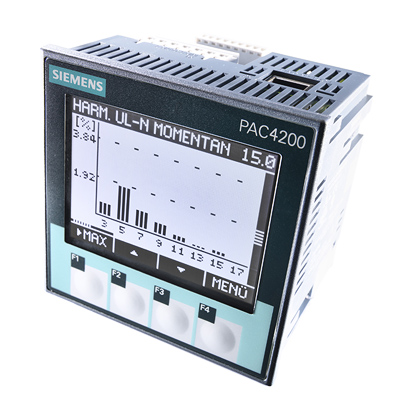 SIEMENS
PAC4200
HARM. UL-N MOMENTAN 15.0
[%]
3.84
1.92
3 5 7 9 11 13 15 17
▶MAX ▲ ▼ MENÜ
F1 F2 F3 F4